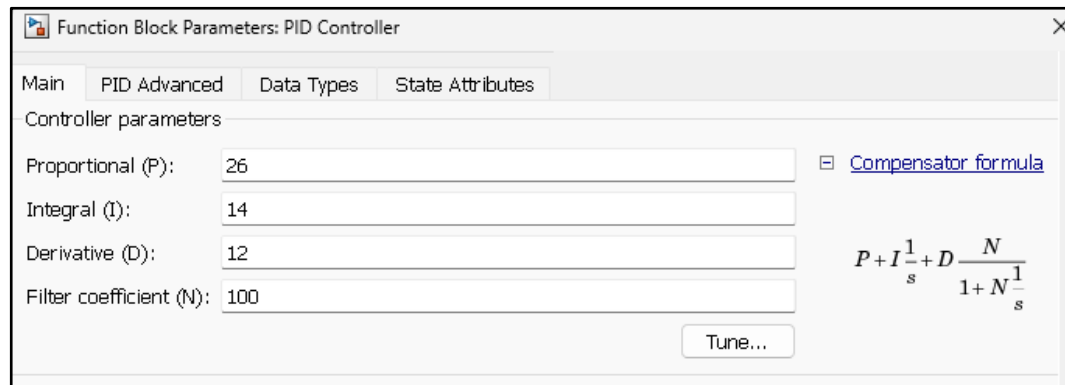 Function Block Parameters: PID Controller
Main PID Advanced Data Types State Attributes
Controller parameters
Proportional (P): 26
Compensator formula
Integral (I): 14
Derivative (D): 12
Filter coefficient (N): 100
P + I 1/s + D N/(1 + N 1/s)
Tune...